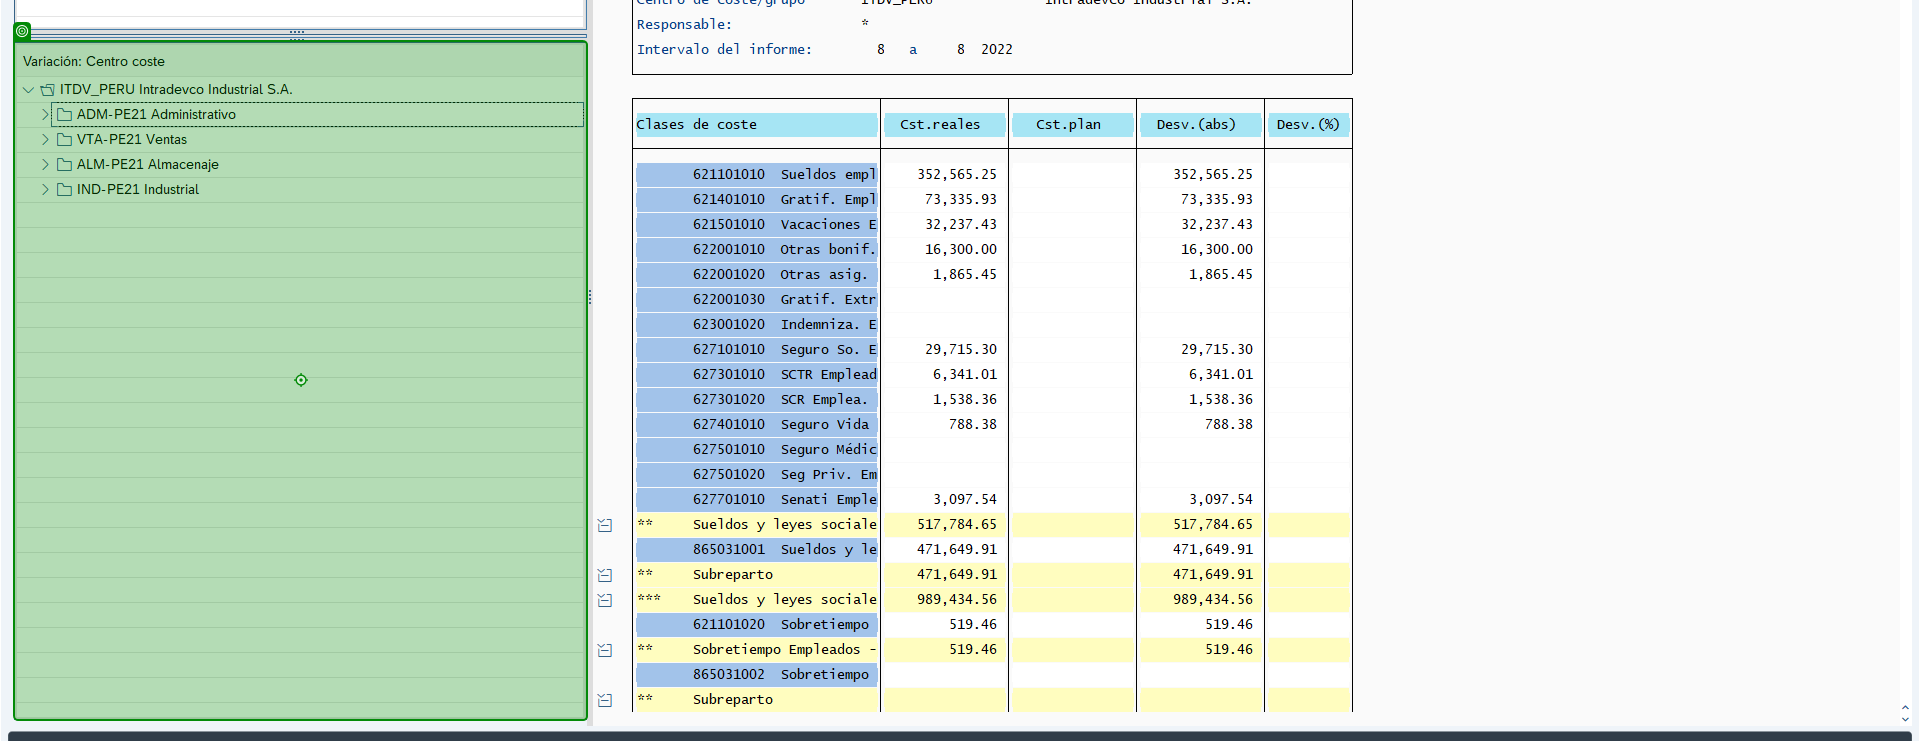 Variación: Centro coste
ITDV_PERU Intradevco Industrial S.A.
ADM-PE21 Administrativo
VTA-PE21 Ventas
ALM-PE21 Almacenaje
IND-PE21 Industrial
Centro de coste/grupo ITDV_PERU Intradevco Industrial S.A.
Responsable: *
Intervalo del informe: 8 a 8 2022
Clases de coste Cst.reales Cst.plan Desv.(abs) Desv.(%)
621101010 Sueldos empl 352,565.25 352,565.25
621401010 Gratif. Empl 73,335.93 73,335.93
621501010 Vacaciones E 32,237.43 32,237.43
622001010 Otras bonif. 16,300.00 16,300.00
622001020 Otras asig. 1,865.45 1,865.45
622001030 Gratif. Extr
623001020 Indemniza. E
627101010 Seguro So. E 29,715.30 29,715.30
627301010 SCTR Emplead 6,341.01 6,341.01
627301020 SCR Emplea. 1,538.36 1,538.36
627401010 Seguro Vida 788.38 788.38
627501010 Seguro Médic
627501020 Seg Priv. Em
627701010 Senati Emple 3,097.54 3,097.54
** Sueldos y leyes sociale 517,784.65 517,784.65
865031001 Sueldos y le 471,649.91 471,649.91
** Subreparto 471,649.91 471,649.91
*** Sueldos y leyes sociale 989,434.56 989,434.56
621101020 Sobretiempo 519.46 519.46
** Sobretiempo Empleados - 519.46 519.46
865031002 Sobretiempo
** Subreparto